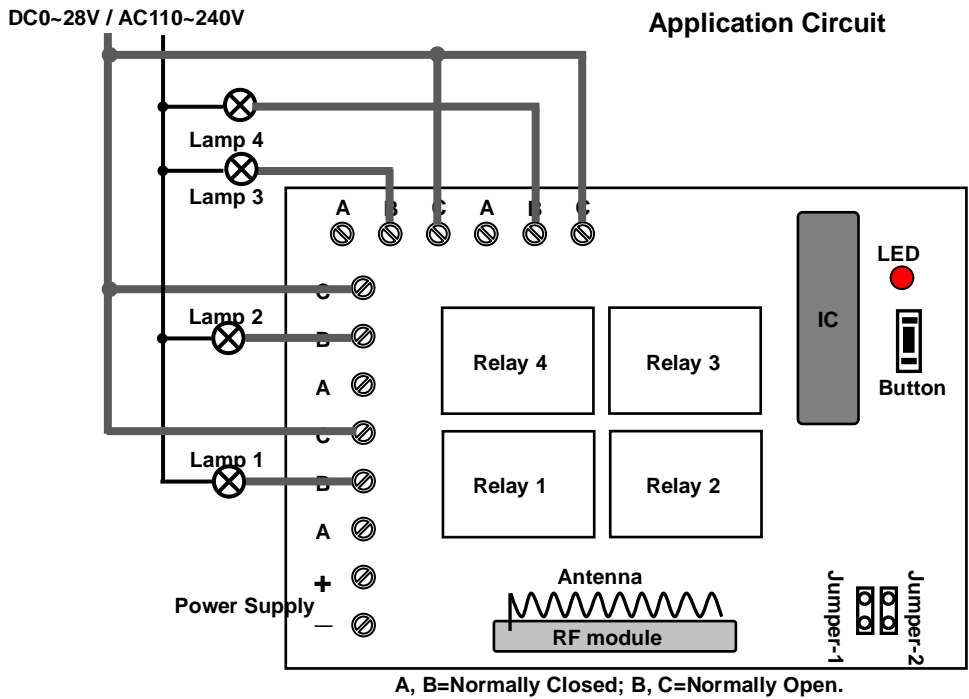 DC0~28V / AC110~240V
Application Circuit
Lamp 4
Lamp 3
A B C A B C
LED
C
Lamp 2
B
IC
Relay 4
Relay 3
A
Button
C
Lamp 1
B
Relay 1
Relay 2
A
+
Antenna
Power Supply
_
RF module
Jumper-1
Jumper-2
A, B=Normally Closed; B, C=Normally Open.